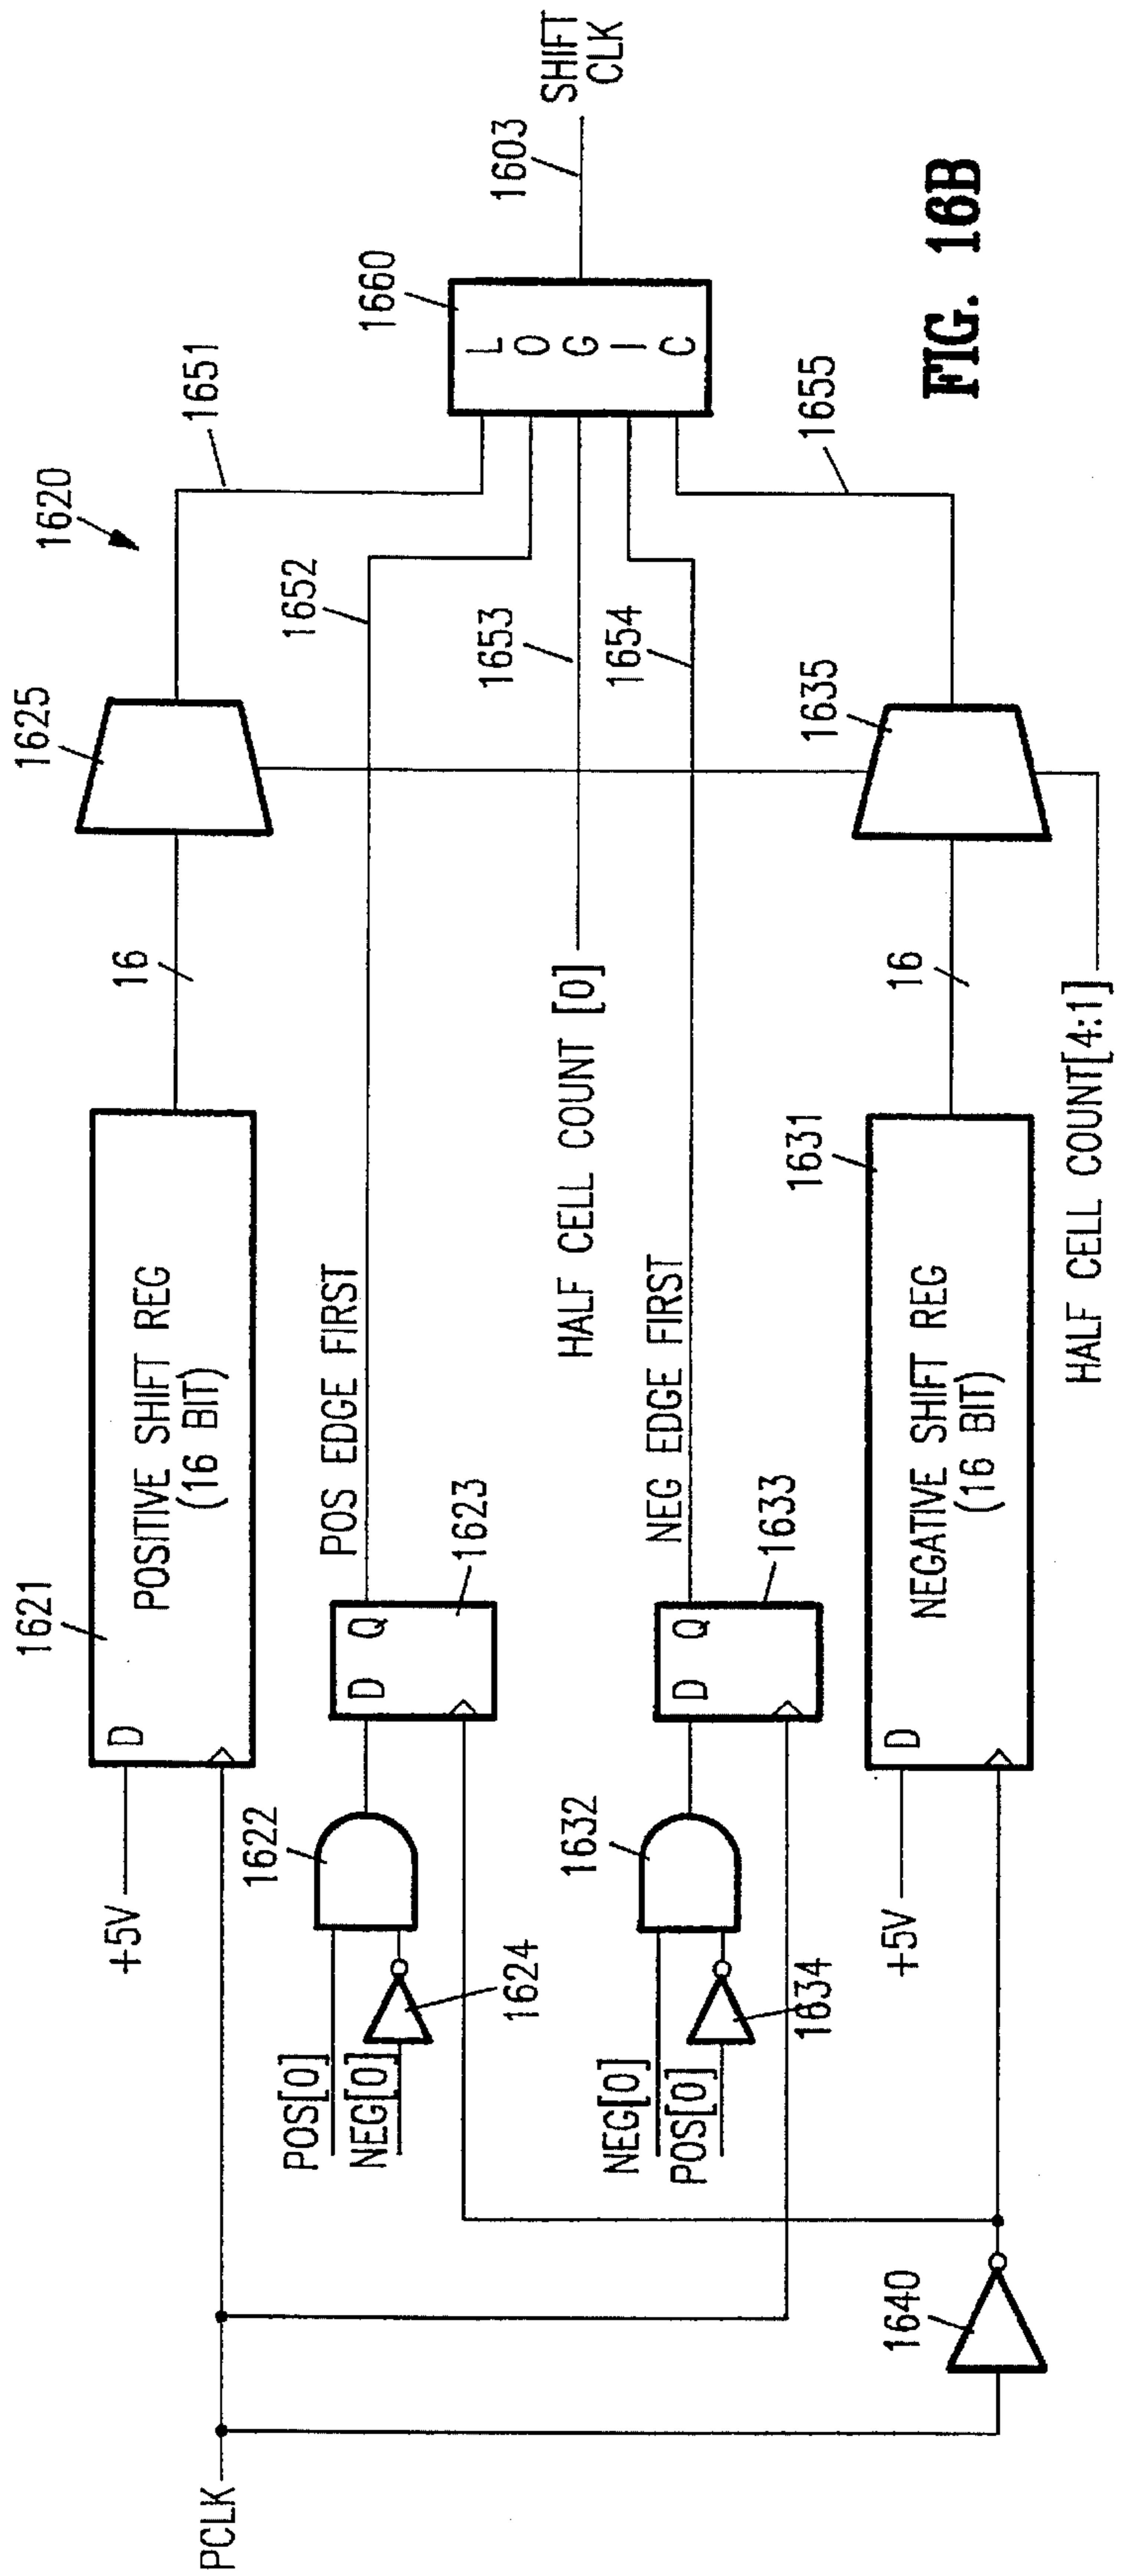 1621
D
POSITIVE SHIFT REG
(16 BIT)
16
1625
1620
1651
+5V
PCLK
POS[0]
NEG[0]
1622
1624
D Q
1623
POS EDGE FIRST
1652
1660
LOGIC
1603
SHIFT
CLK
HALF CELL COUNT [0]
1653
NEG[0]
POS[0]
1632
1634
D Q
1633
NEG EDGE FIRST
1654
1640
+5V
D
NEGATIVE SHIFT REG
(16 BIT)
1631
16
1635
1655
HALF CELL COUNT[4:1]
FIG. 16B